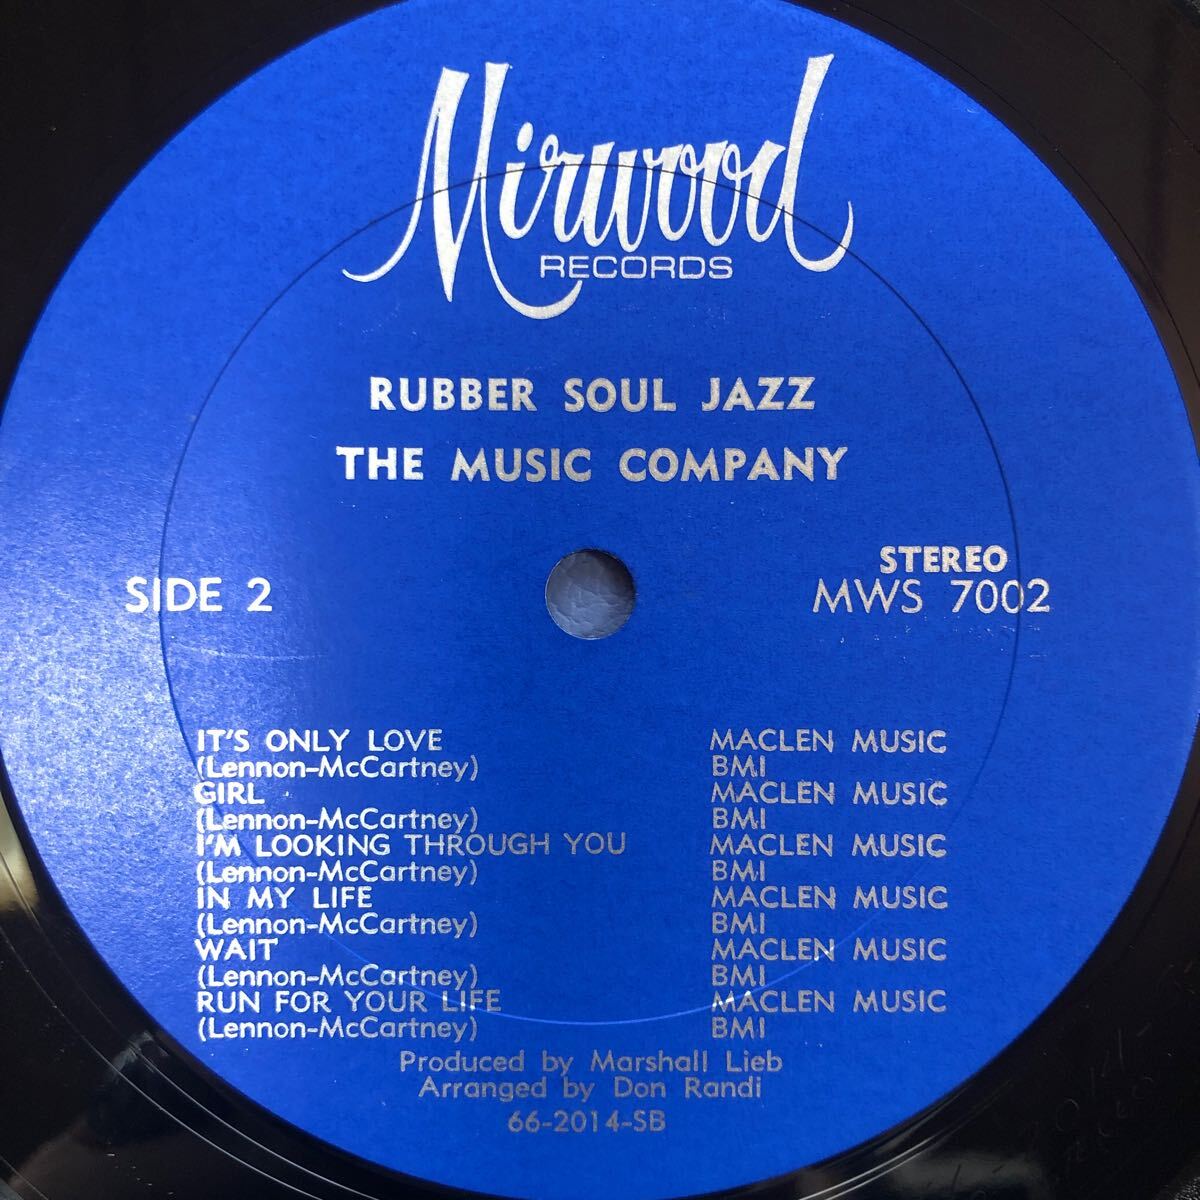 Mirwood
RECORDS
RUBBER SOUL JAZZ
THE MUSIC COMPANY
SIDE 2
STEREO
MWS 7002
IT'S ONLY LOVE MACLEN MUSIC
(Lennon-McCartney) BMI
GIRL MACLEN MUSIC
(Lennon-McCartney) BMI
I'M LOOKING THROUGH YOU MACLEN MUSIC
(Lennon-McCartney) BMI
IN MY LIFE MACLEN MUSIC
(Lennon-McCartney) BMI
WAIT MACLEN MUSIC
(Lennon-McCartney) BMI
RUN FOR YOUR LIFE MACLEN MUSIC
(Lennon-McCartney) BMI
Produced by Marshall Lieb
Arranged by Don Randi
66-2014-SB